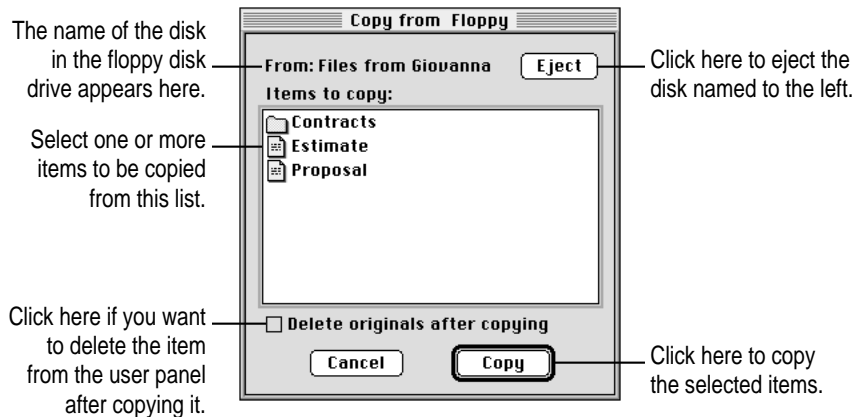 Copy from Floppy
The name of the disk
in the floppy disk
drive appears here.
From: Files from Giovanna
Eject
Click here to eject the
disk named to the left.
Items to copy:
Select one or more
items to be copied
from this list.
Contracts
Estimate
Proposal
Click here if you want
to delete the item
from the user panel
after copying it.
Delete originals after copying
Cancel
Copy
Click here to copy
the selected items.